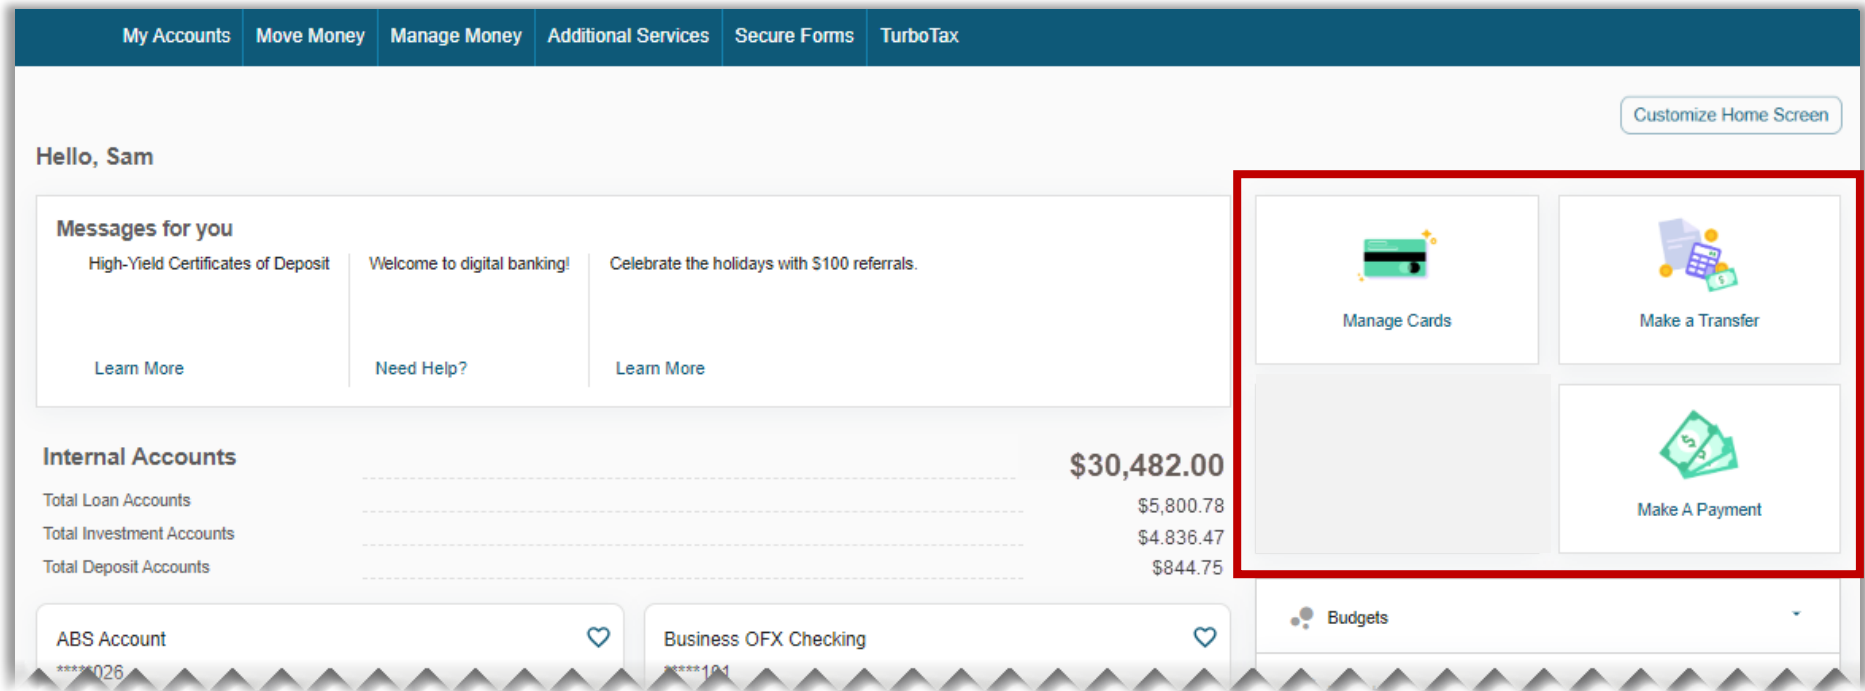 My Accounts Move Money Manage Money Additional Services Secure Forms TurboTax
Customize Home Screen
Hello, Sam
Messages for you
High-Yield Certificates of Deposit Welcome to digital banking! Celebrate the holidays with $100 referrals.
Learn More Need Help? Learn More
Manage Cards Make a Transfer
Make A Payment
Internal Accounts $30,482.00
Total Loan Accounts $5,800.78
Total Investment Accounts $4.836.47
Total Deposit Accounts $844.75
Budgets
ABS Account Business OFX Checking
*****026 *****101